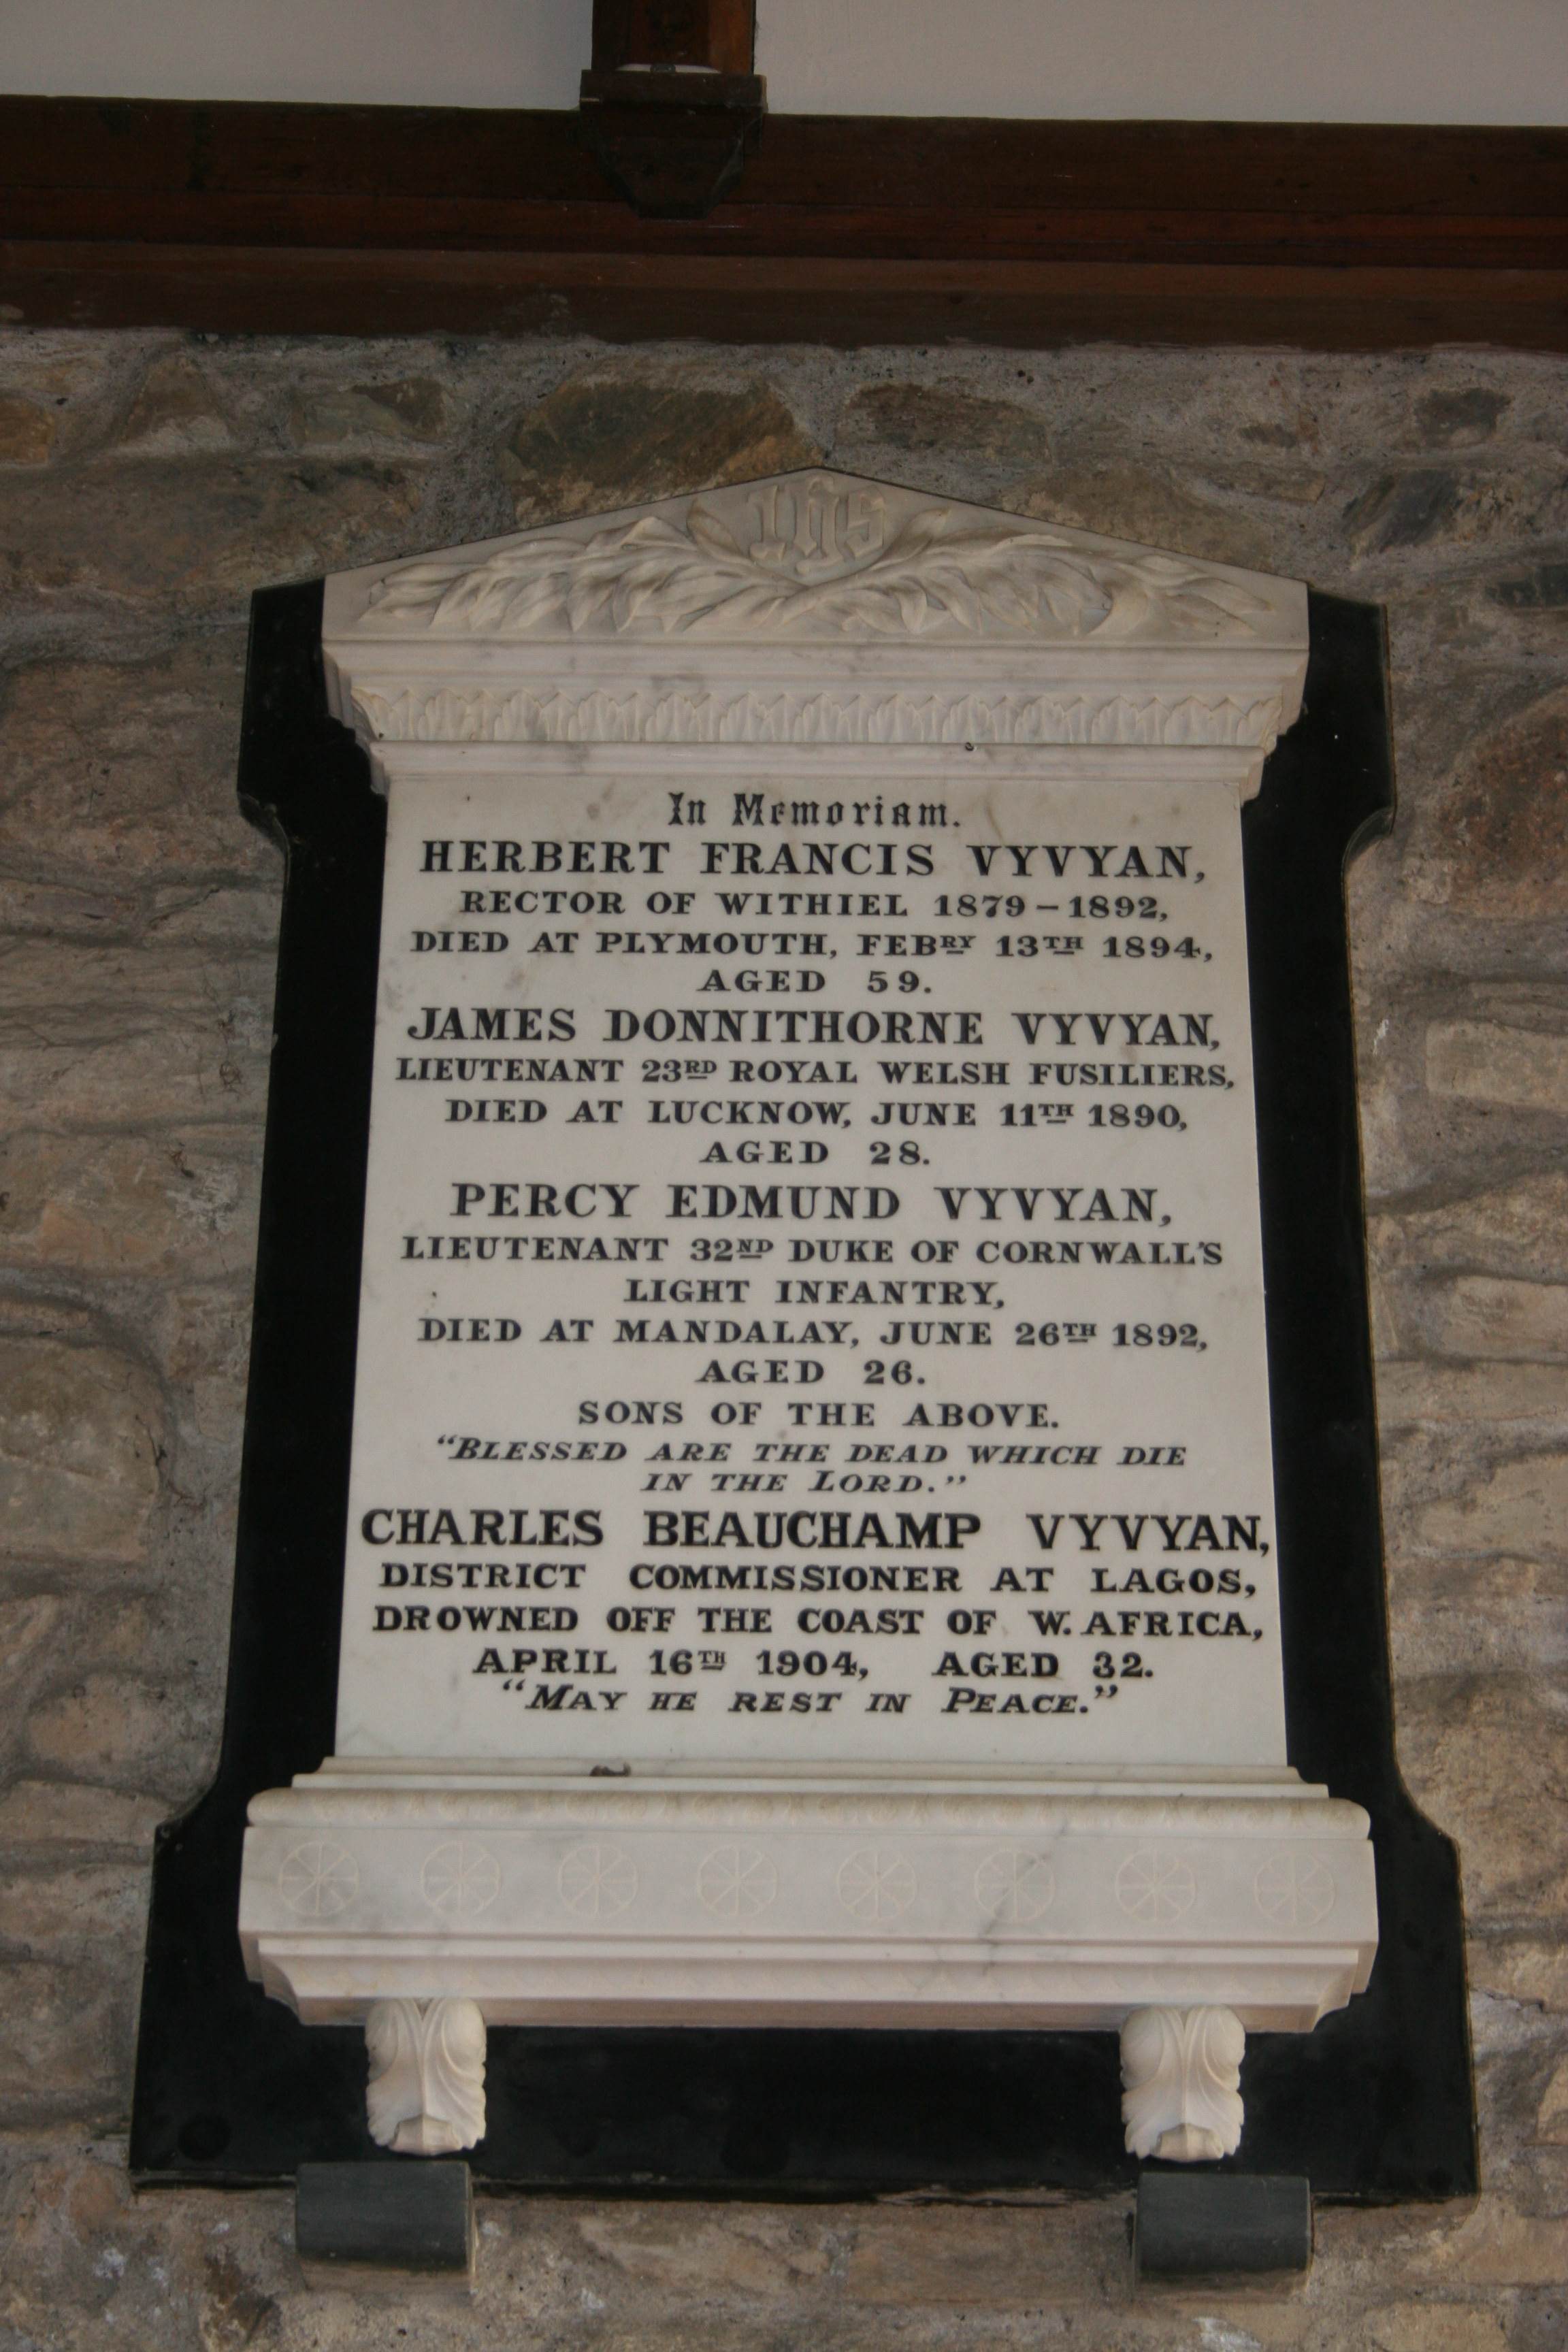 IHS
In Memoriam.
HERBERT FRANCIS VYVYAN,
RECTOR OF WITHIEL 1879-1892,
DIED AT PLYMOUTH, FEBRY 13TH 1894,
AGED 59.
JAMES DONNITHORNE VYVYAN,
LIEUTENANT 23RD ROYAL WELSH FUSILIERS,
DIED AT LUCKNOW, JUNE 11TH 1890,
AGED 28.
PERCY EDMUND VYVYAN,
LIEUTENANT 32ND DUKE OF CORNWALL'S
LIGHT INFANTRY,
DIED AT MANDALAY, JUNE 26TH 1892,
AGED 26.
SONS OF THE ABOVE.
"BLESSED ARE THE DEAD WHICH DIE
IN THE LORD."
CHARLES BEAUCHAMP VYVYAN,
DISTRICT COMMISSIONER AT LAGOS,
DROWNED OFF THE COAST OF W. AFRICA,
APRIL 16TH 1904, AGED 32.
"MAY HE REST IN PEACE."